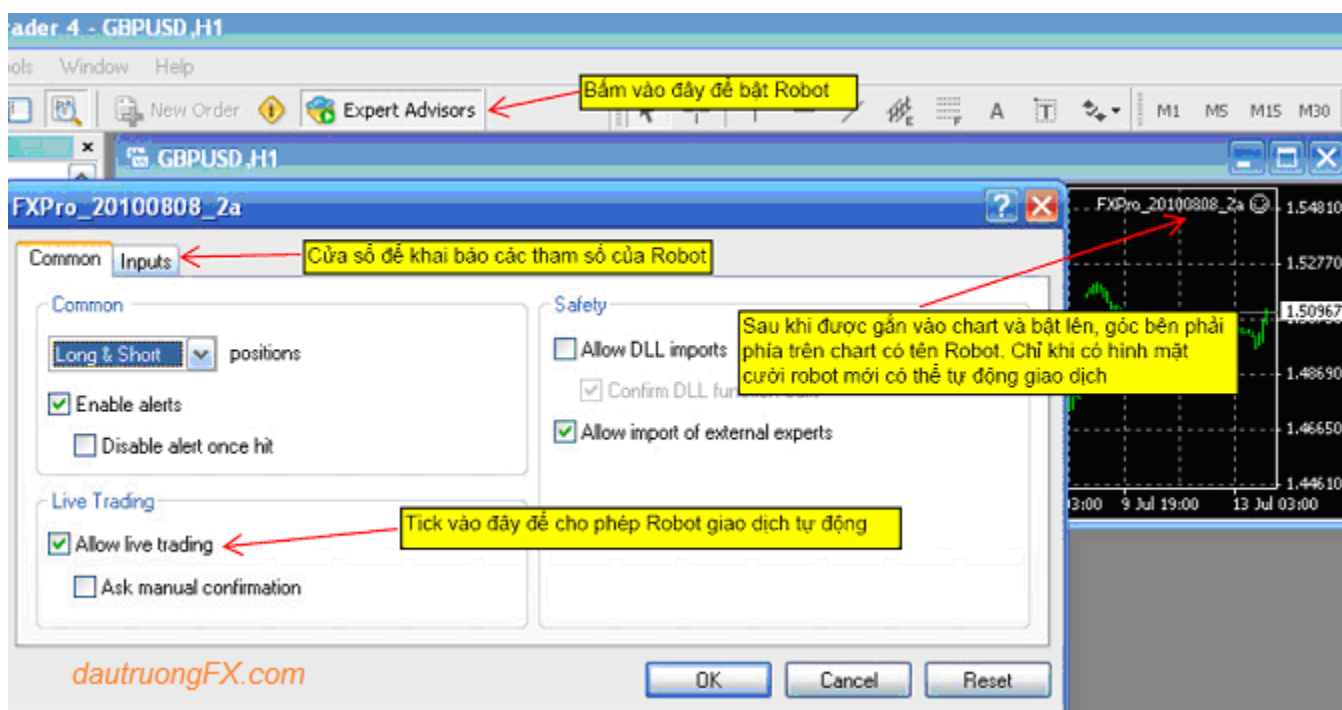 ader 4 - GBPUSD,H1
ools Window Help
New Order Expert Advisors A T M1 M5 M15 M30
Bấm vào đây để bật Robot
GBPUSD,H1
FXPro_20100808_2a
Common Inputs
Cửa sổ để khai báo các tham số của Robot
Common
Long & Short positions
Enable alerts
Disable alert once hit
Safety
Allow DLL imports
Confirm DLL
Allow import of external experts
Live Trading
Allow live trading
Ask manual confirmation
Tick vào đây để cho phép Robot giao dịch tự động
Sau khi được gắn vào chart và bật lên, góc bên phải
phía trên chart có tên Robot. Chỉ khi có hình mặt
cười robot mới có thể tự động giao dịch
FXPro_20100808_2a
1.54810
1.52770
1.50967
1.48690
1.46650
1.44610
3:00 9 Jul 19:00 13 Jul 03:00
dautruongFX.com
OK Cancel Reset